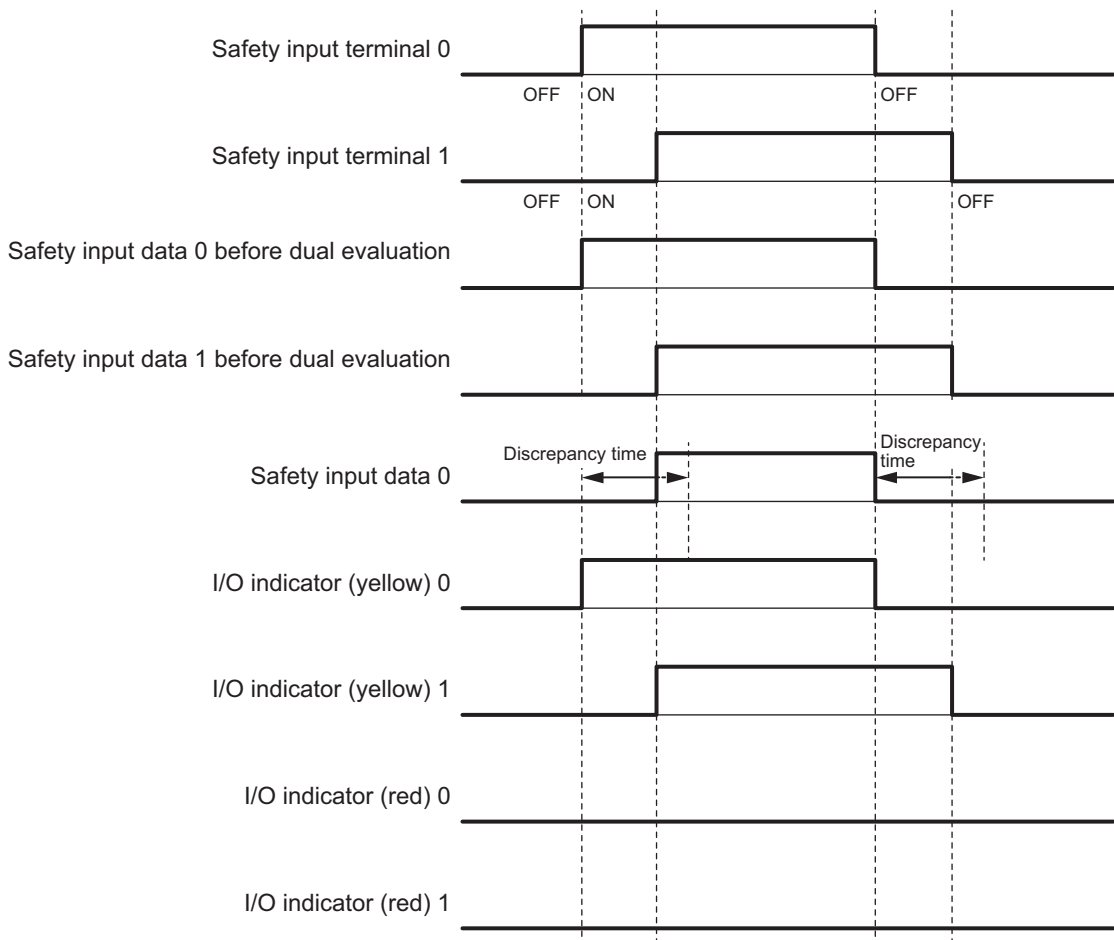 Safety input terminal 0
OFF ON OFF
Safety input terminal 1
OFF ON OFF
Safety input data 0 before dual evaluation
Safety input data 1 before dual evaluation
Discrepancy time
Discrepancy
time
Safety input data 0
I/O indicator (yellow) 0
I/O indicator (yellow) 1
I/O indicator (red) 0
I/O indicator (red) 1